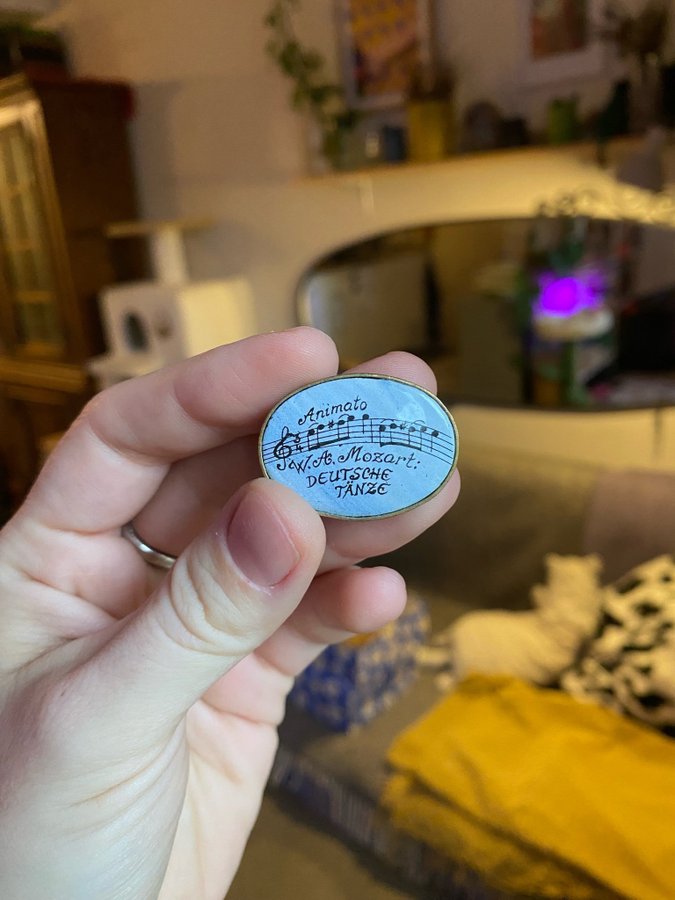 Animato
W.A. Mozart:
DEUTSCHE
TÄNZE